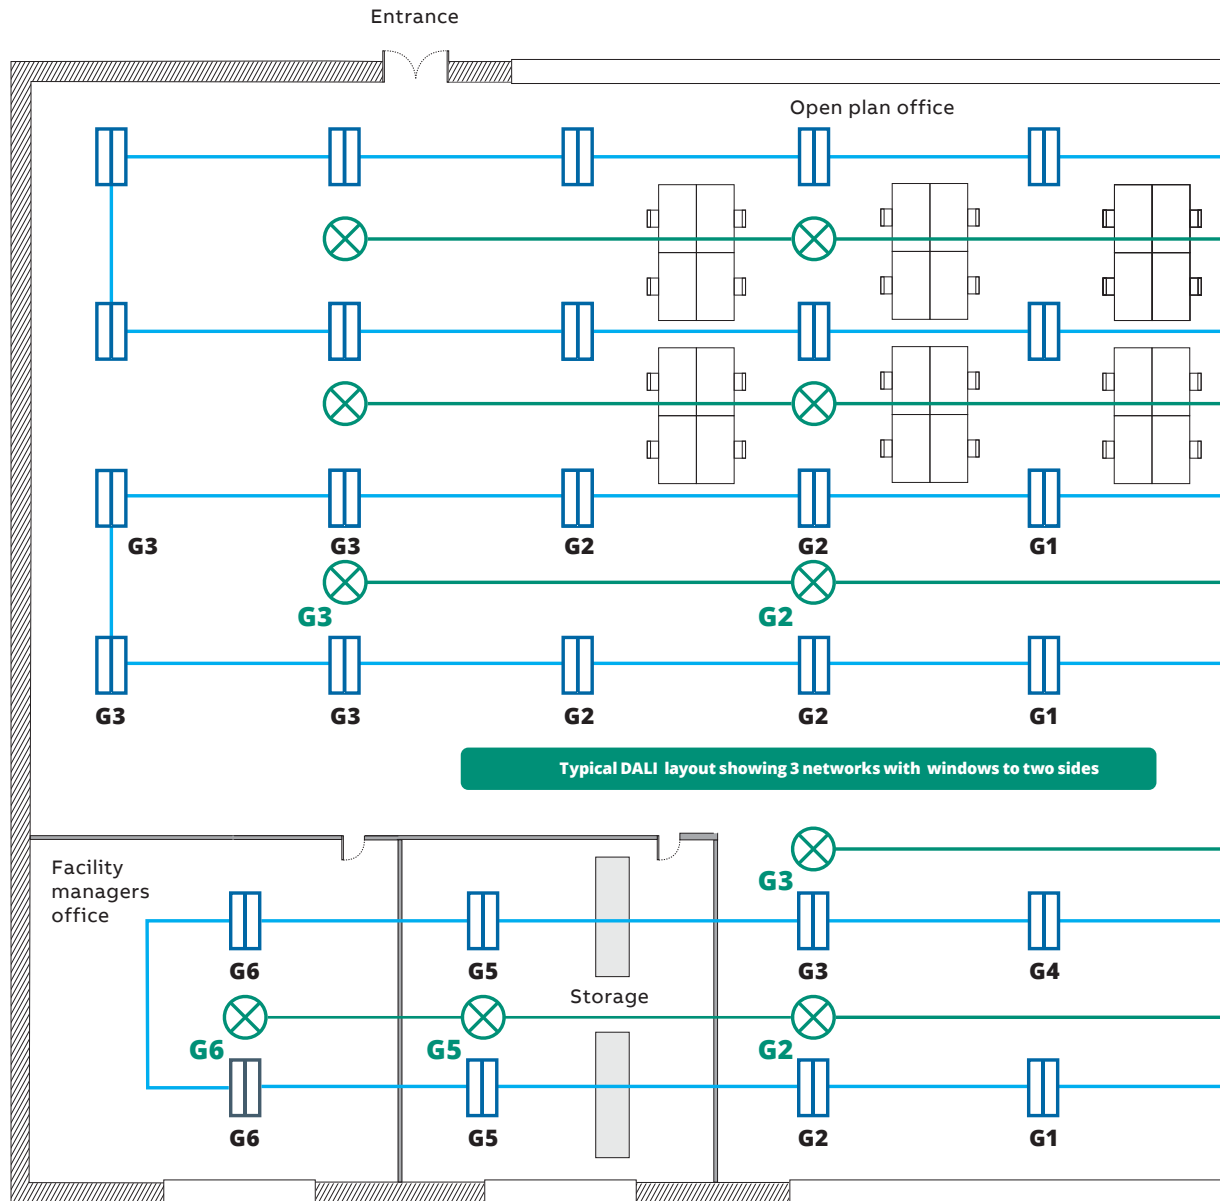 Entrance
Open plan office
G3 G3 G2 G2 G1
G3 G2
G3 G3 G2 G2 G1
Typical DALI layout showing 3 networks with windows to two sides
Facility
managers
office
G3
G6 G5 G3 G4
Storage
G6 G5 G2
G6 G5 G2 G1